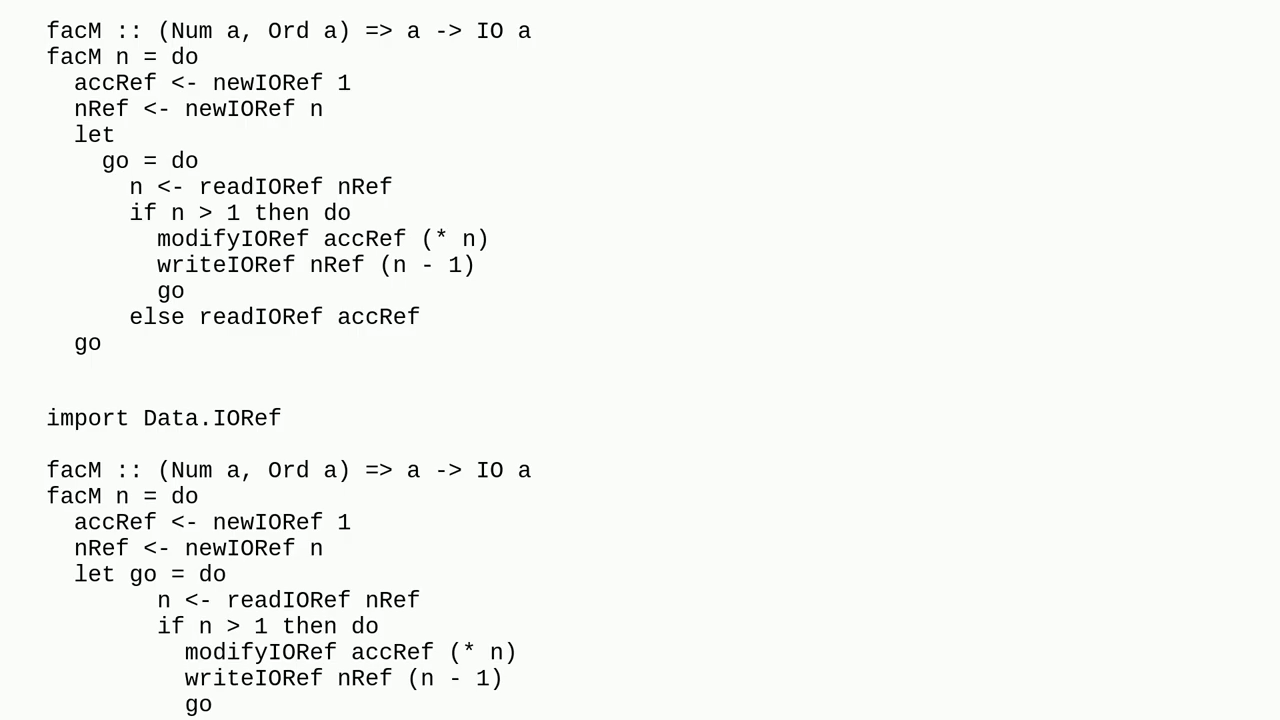 facM :: (Num a, Ord a) => a -> IO a
facM n = do
  accRef <- newIORef 1
  nRef <- newIORef n
  let
    go = do
      n <- readIORef nRef
      if n > 1 then do
        modifyIORef accRef (* n)
        writeIORef nRef (n - 1)
        go
      else readIORef accRef
  go
import Data.IORef
facM :: (Num a, Ord a) => a -> IO a
facM n = do
  accRef <- newIORef 1
  nRef <- newIORef n
  let go = do
        n <- readIORef nRef
        if n > 1 then do
          modifyIORef accRef (* n)
          writeIORef nRef (n - 1)
          go